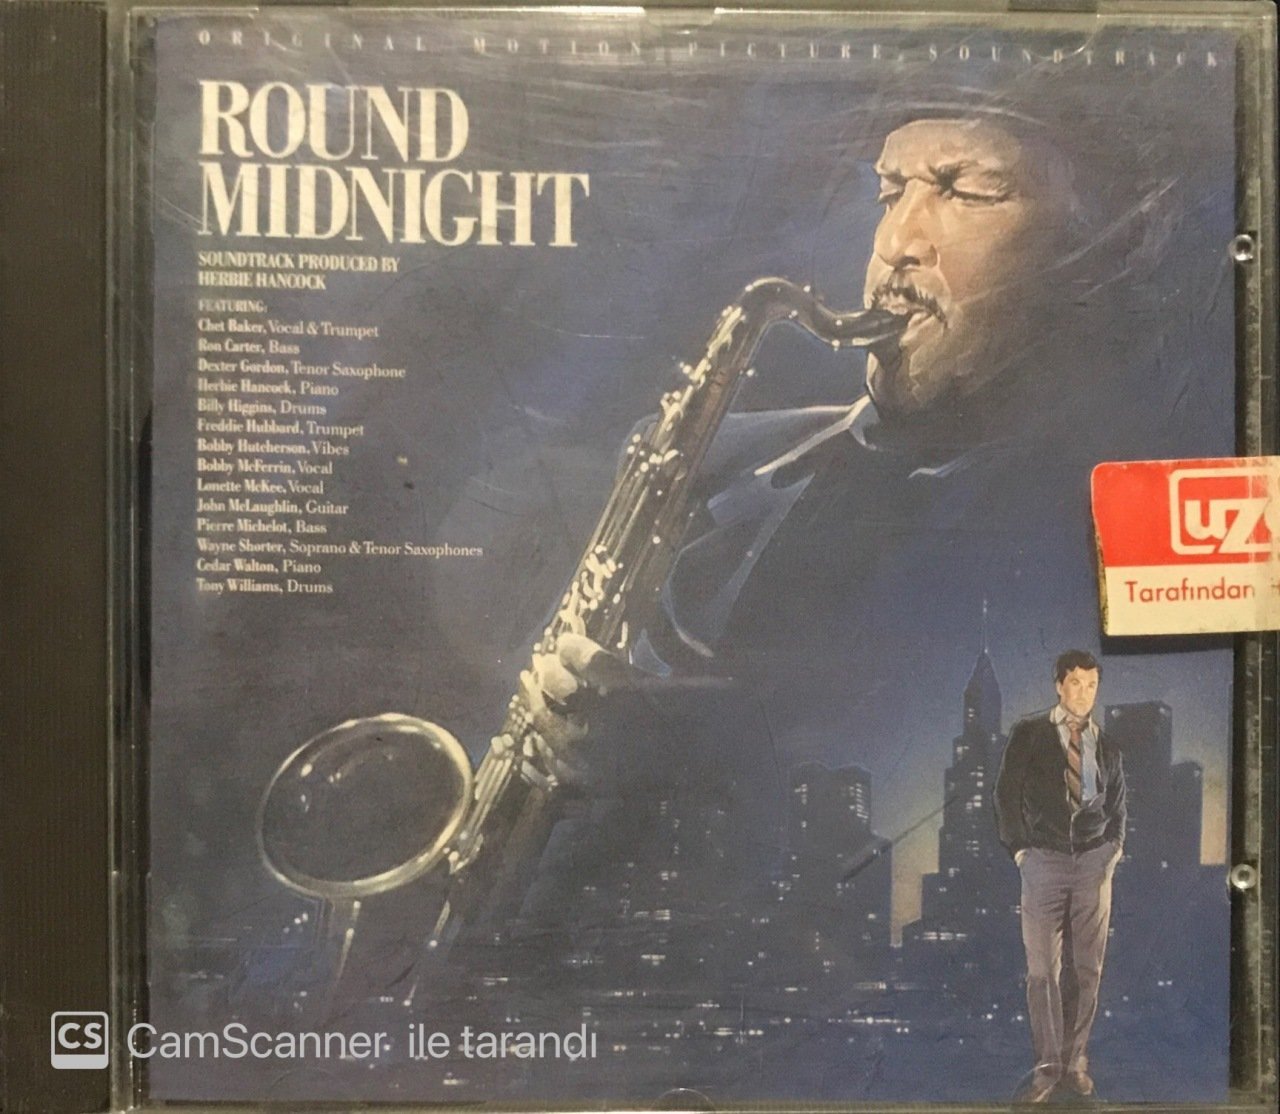 ORIGINAL MOTION PICTURE SOUNDTRACK
ROUND
MIDNIGHT
SOUNDTRACK PRODUCED BY
HERBIE HANCOCK
FEATURING:
Chet Baker, Vocal & Trumpet
Ron Carter, Bass
Dexter Gordon, Tenor Saxophone
Herbie Hancock, Piano
Billy Higgins, Drums
Freddie Hubbard, Trumpet
Bobby Hutcherson, Vibes
Bobby McFerrin, Vocal
Lonette McKee, Vocal
John McLaughlin, Guitar
Pierre Michelot, Bass
Wayne Shorter, Soprano & Tenor Saxophones
Cedar Walton, Piano
Tony Williams, Drums
uz
Tarafından
CS CamScanner ile tarandı